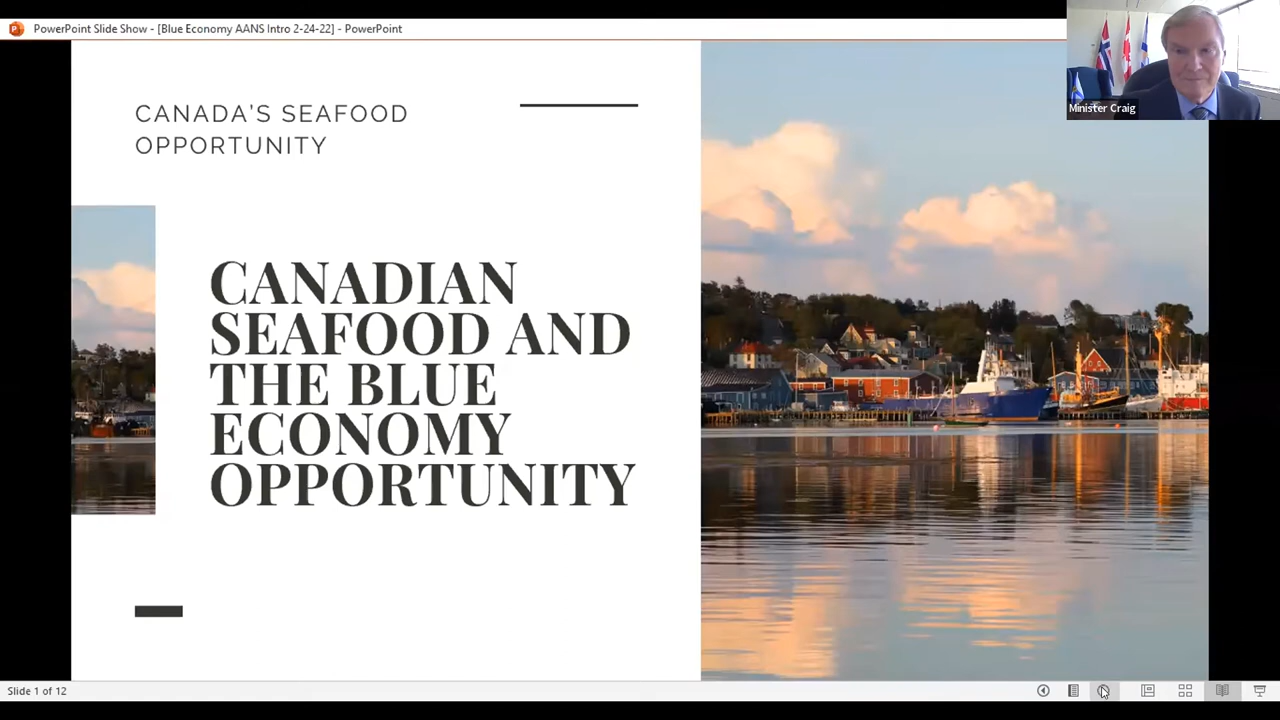 PowerPoint Slide Show - [Blue Economy AANS Intro 2-24-22] - PowerPoint
Minister Craig
CANADA'S SEAFOOD
OPPORTUNITY
CANADIAN
SEAFOOD AND
THE BLUE
ECONOMY
OPPORTUNITY
Slide 1 of 12